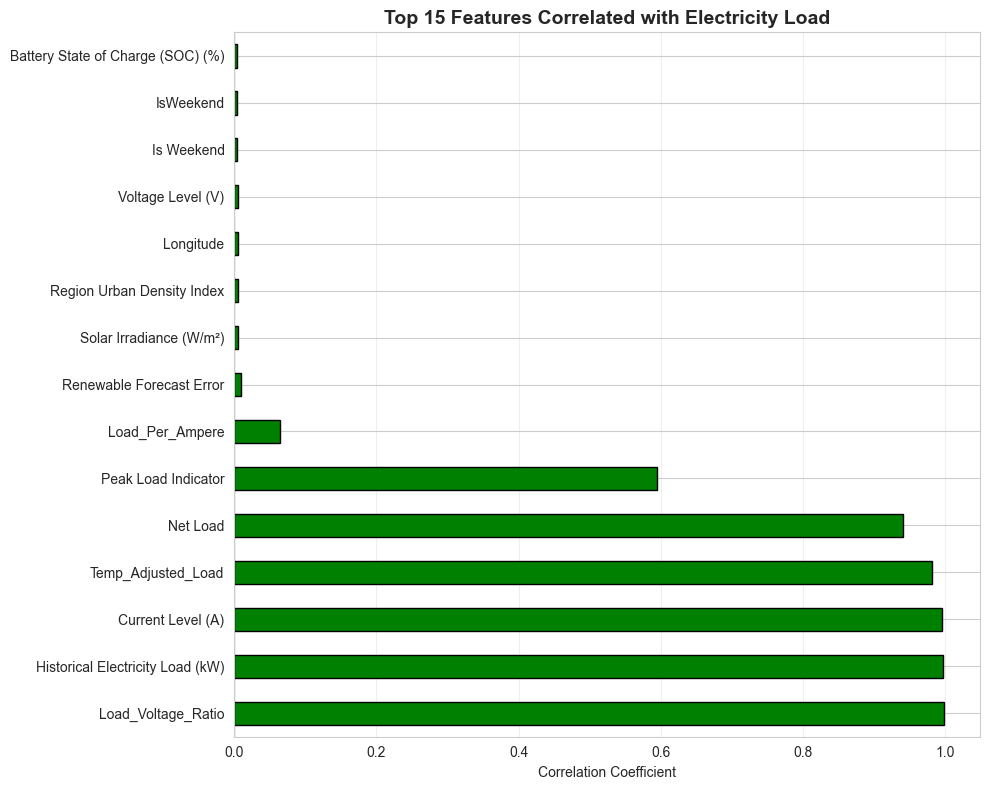 Top 15 Features Correlated with Electricity Load
Battery State of Charge (SOC) (%)
IsWeekend
Is Weekend
Voltage Level (V)
Longitude
Region Urban Density Index
Solar Irradiance (W/m²)
Renewable Forecast Error
Load_Per_Ampere
Peak Load Indicator
Net Load
Temp_Adjusted_Load
Current Level (A)
Historical Electricity Load (kW)
Load_Voltage_Ratio
0.0 0.2 0.4 0.6 0.8 1.0
Correlation Coefficient